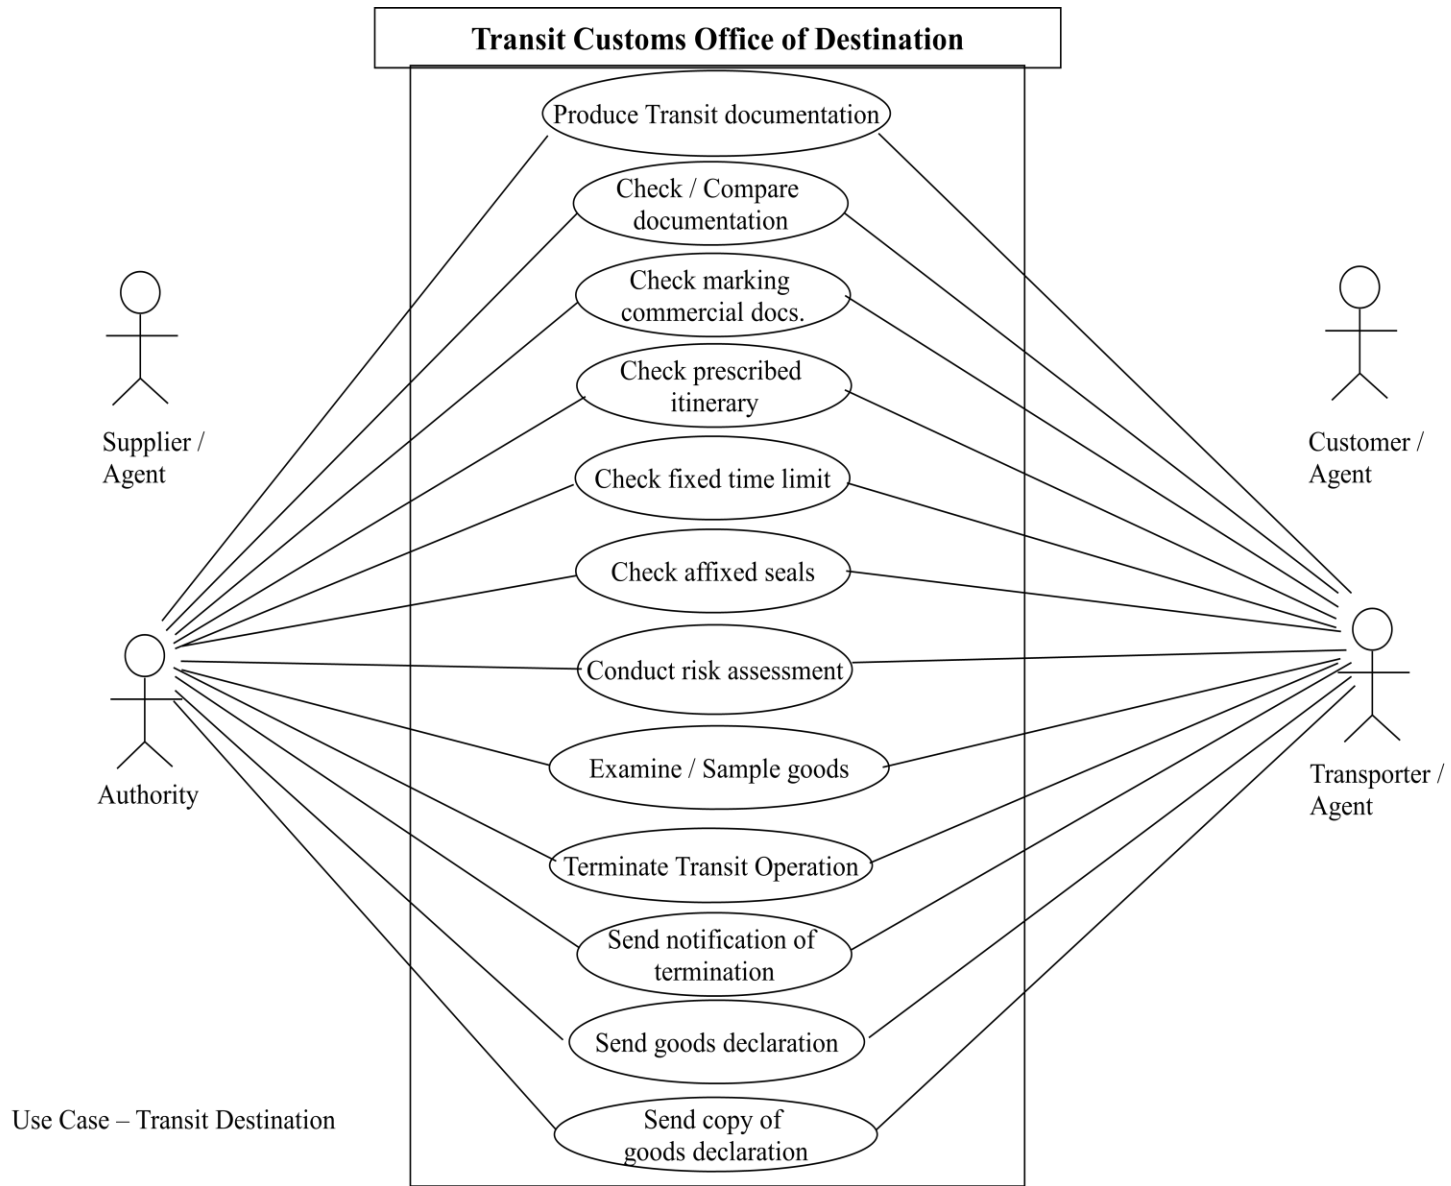 Transit Customs Office of Destination
Produce Transit documentation
Check / Compare
documentation
Check marking
commercial docs.
Check prescribed
itinerary
Supplier /
Agent
Customer /
Agent
Check fixed time limit
Check affixed seals
Conduct risk assessment
Examine / Sample goods
Authority
Transporter /
Agent
Terminate Transit Operation
Send notification of
termination
Send goods declaration
Send copy of
goods declaration
Use Case – Transit Destination